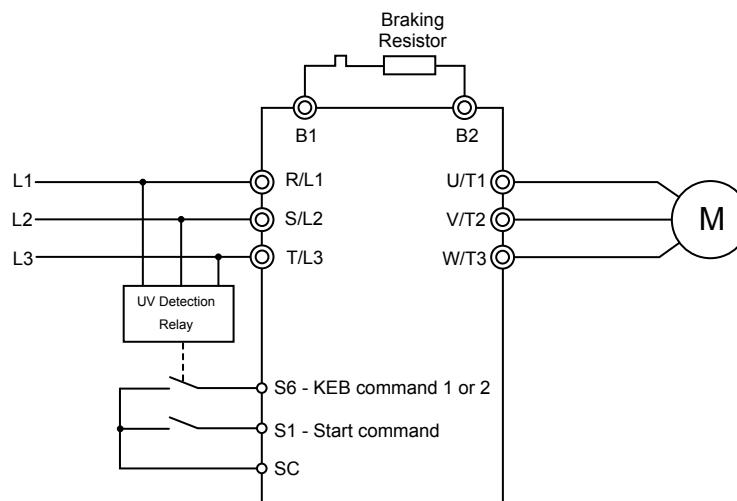 Braking
Resistor
B1
B2
L1
R/L1
U/T1
L2
S/L2
V/T2
M
L3
T/L3
W/T3
UV Detection
Relay
S6 - KEB command 1 or 2
S1 - Start command
SC